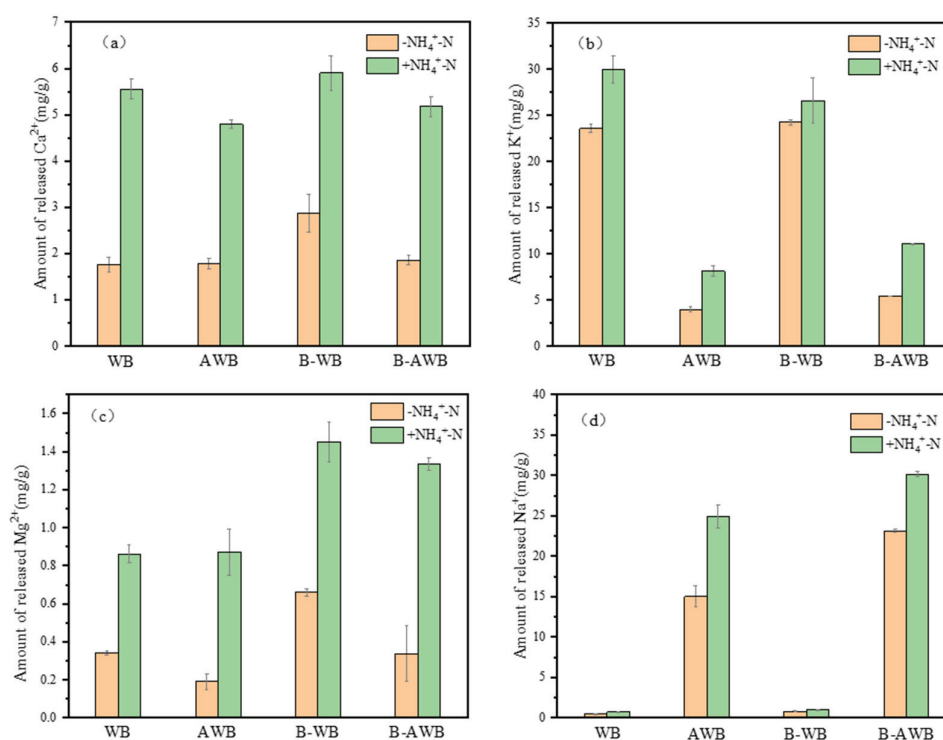 (a)
-NH₄⁺-N
+NH₄⁺-N
Amount of released Ca²⁺(mg/g)
7
6
5
4
3
2
1
0
WB AWB B-WB B-AWB
(b)
-NH₄⁺-N
+NH₄⁺-N
Amount of released K⁺(mg/g)
35
30
25
20
15
10
5
0
WB AWB B-WB B-AWB
(c)
-NH₄⁺-N
+NH₄⁺-N
Amount of released Mg²⁺(mg/g)
1.6
1.4
1.2
1.0
0.8
0.6
0.4
0.2
0.0
WB AWB B-WB B-AWB
(d)
-NH₄⁺-N
+NH₄⁺-N
Amount of released Na⁺(mg/g)
40
35
30
25
20
15
10
5
0
WB AWB B-WB B-AWB